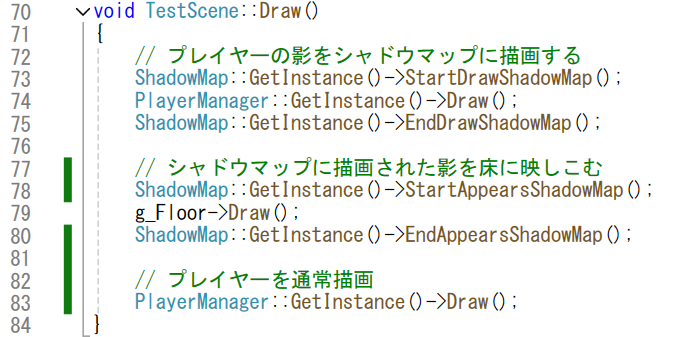 70 void TestScene::Draw()
71 {
72 // プレイヤーの影をシャドウマップに描画する
73 ShadowMap::GetInstance()->StartDrawShadowMap();
74 PlayerManager::GetInstance()->Draw();
75 ShadowMap::GetInstance()->EndDrawShadowMap();
76
77 // シャドウマップに描画された影を床に映しこむ
78 ShadowMap::GetInstance()->StartAppearsShadowMap();
79 g_Floor->Draw();
80 ShadowMap::GetInstance()->EndAppearsShadowMap();
81
82 // プレイヤーを通常描画
83 PlayerManager::GetInstance()->Draw();
84 }